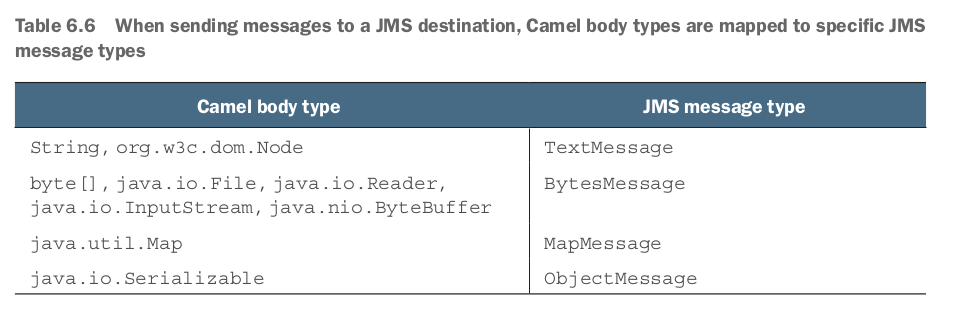 Table 6.6 When sending messages to a JMS destination, Camel body types are mapped to specific JMS
message types
Camel body type JMS message type
String, org.w3c.dom.Node TextMessage
byte[], java.io.File, java.io.Reader, BytesMessage
java.io.InputStream, java.nio.ByteBuffer
java.util.Map MapMessage
java.io.Serializable ObjectMessage